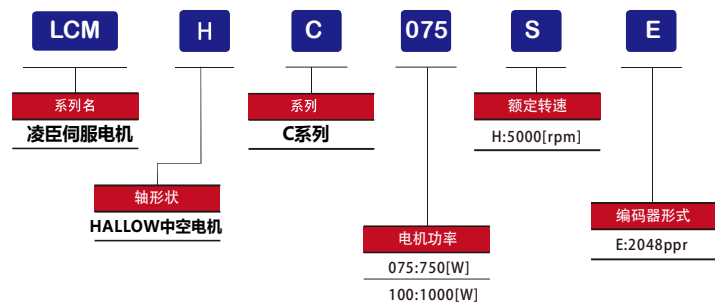 LCM H C 075 S E
系列名 系列 额定转速
凌臣伺服电机 C系列 H:5000[rpm]
轴形状
HALLOW中空电机
编码器形式
电机功率 E:2048ppr
075:750[W]
100:1000[W]